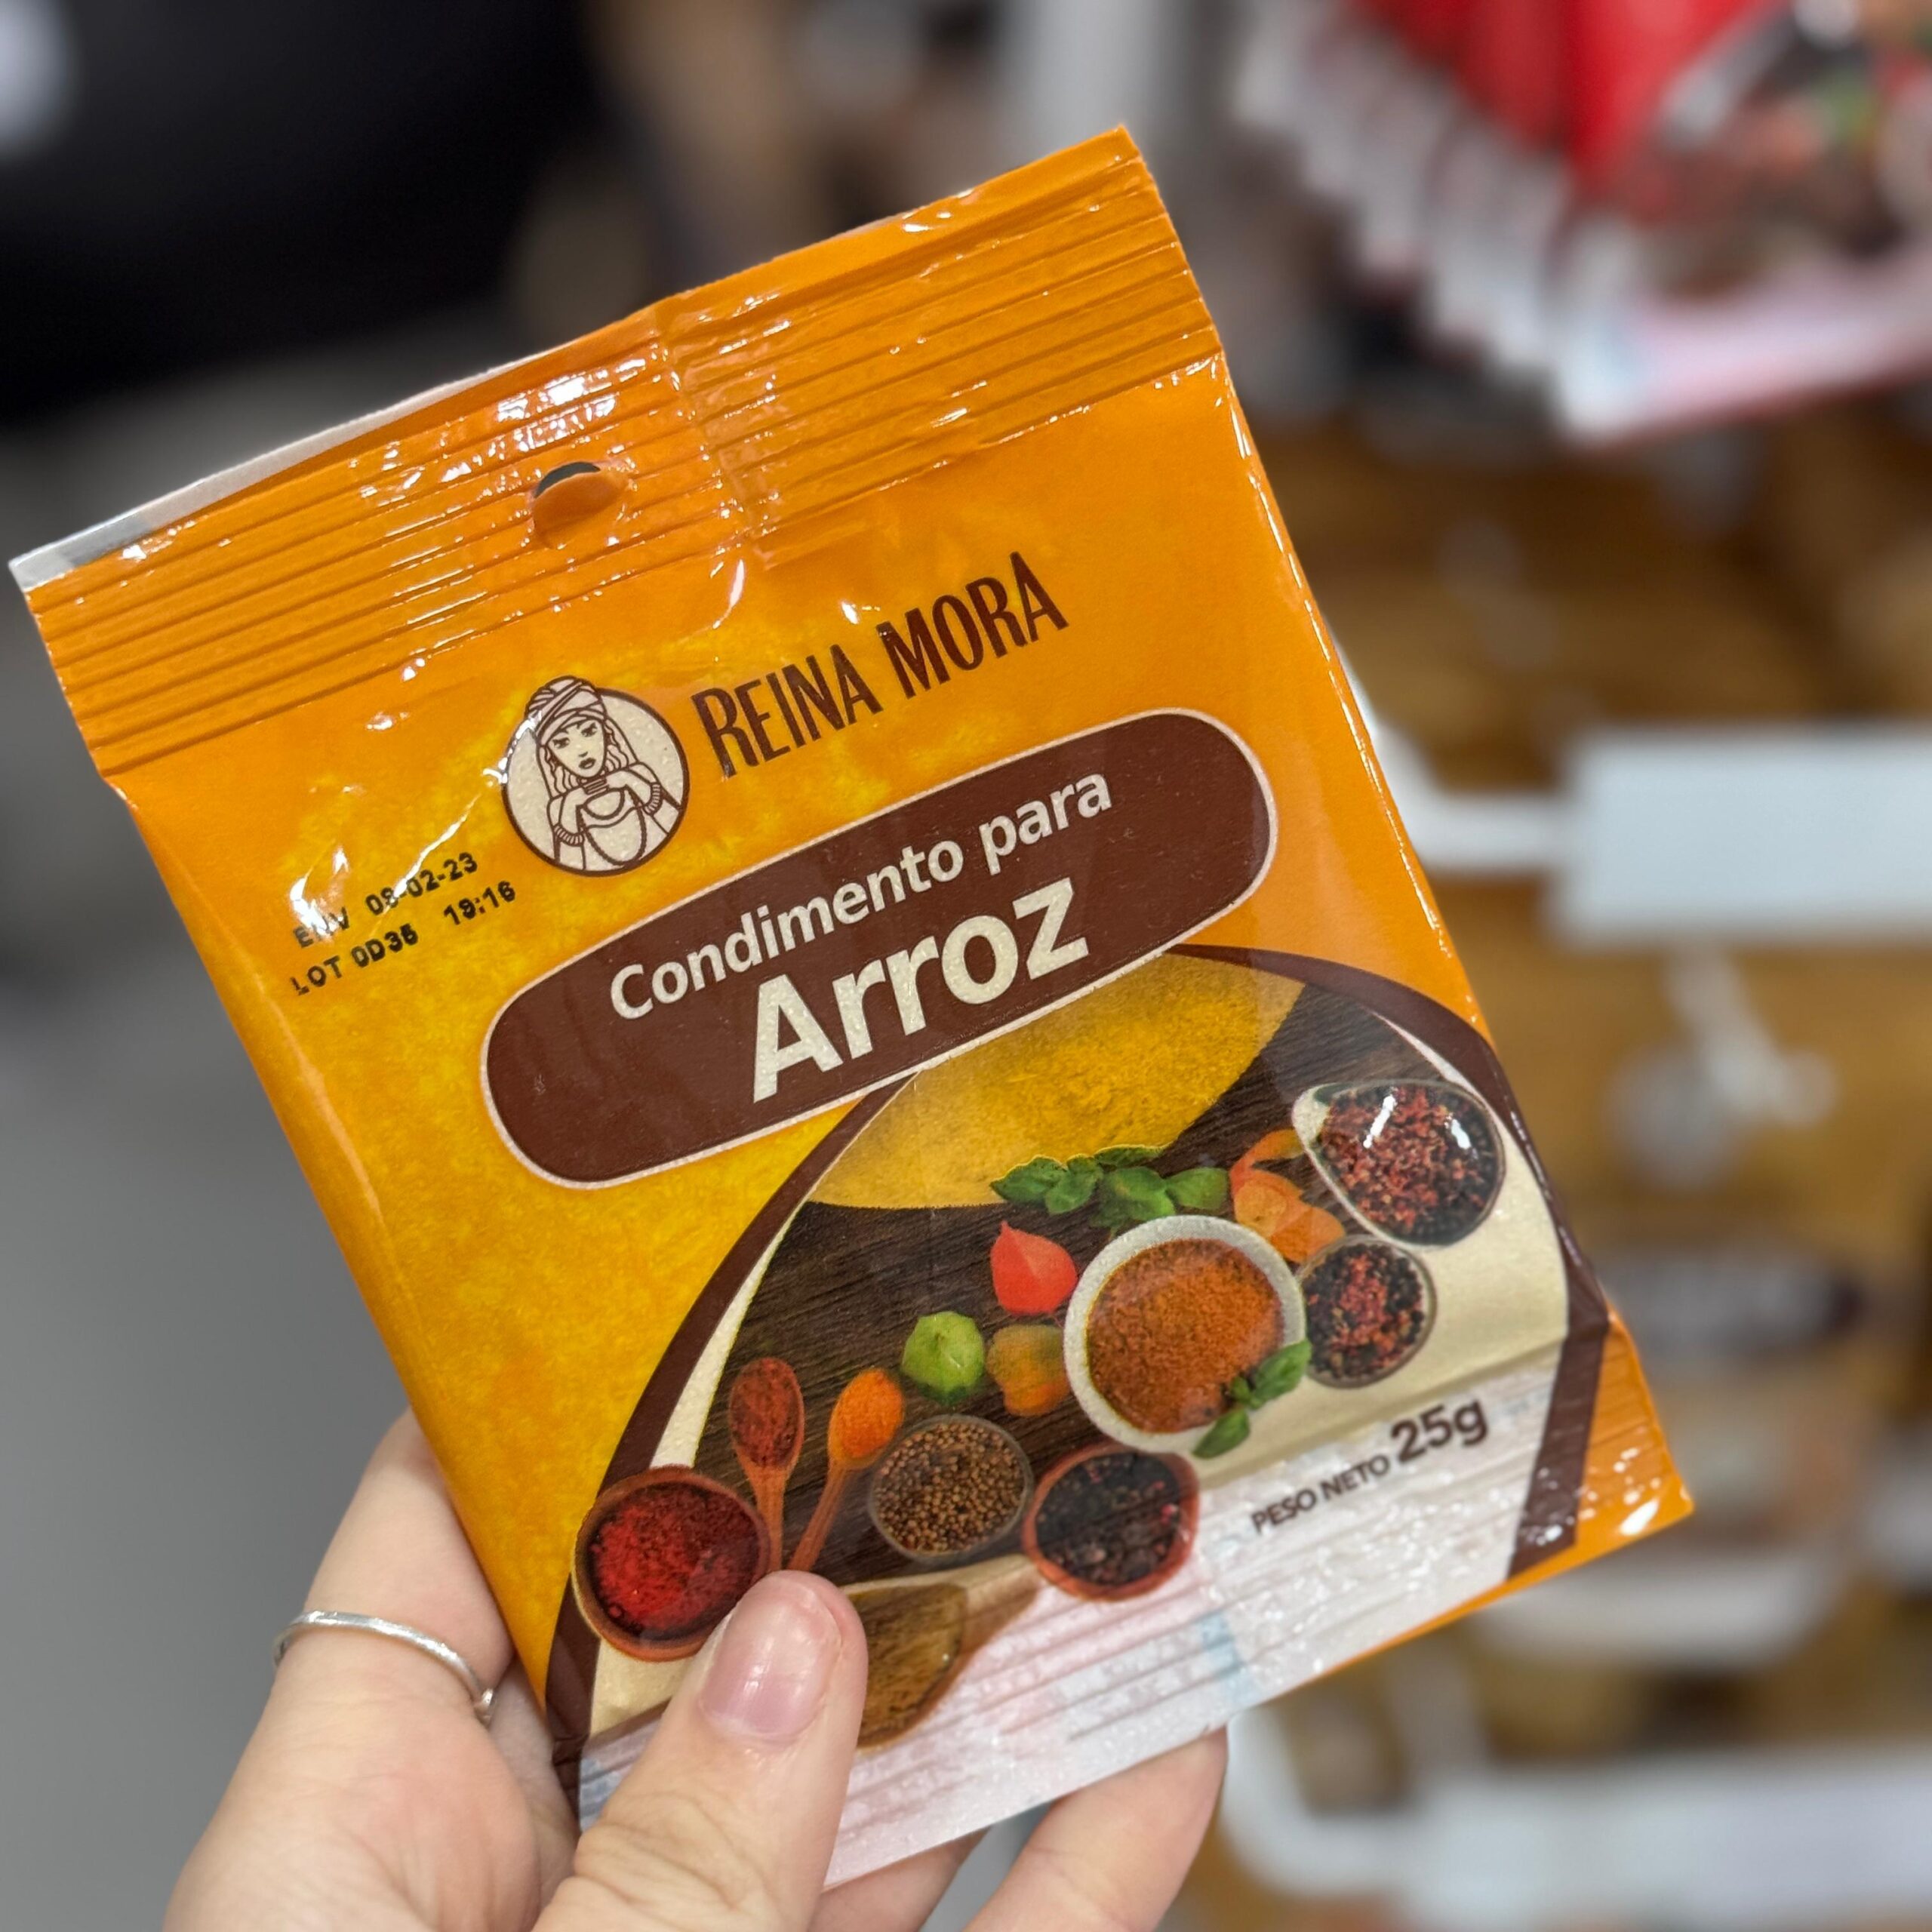 REINA MORA
ENV 08-02-23
LOT 0D36 19:16
Condimento para
Arroz
PESO NETO 25g